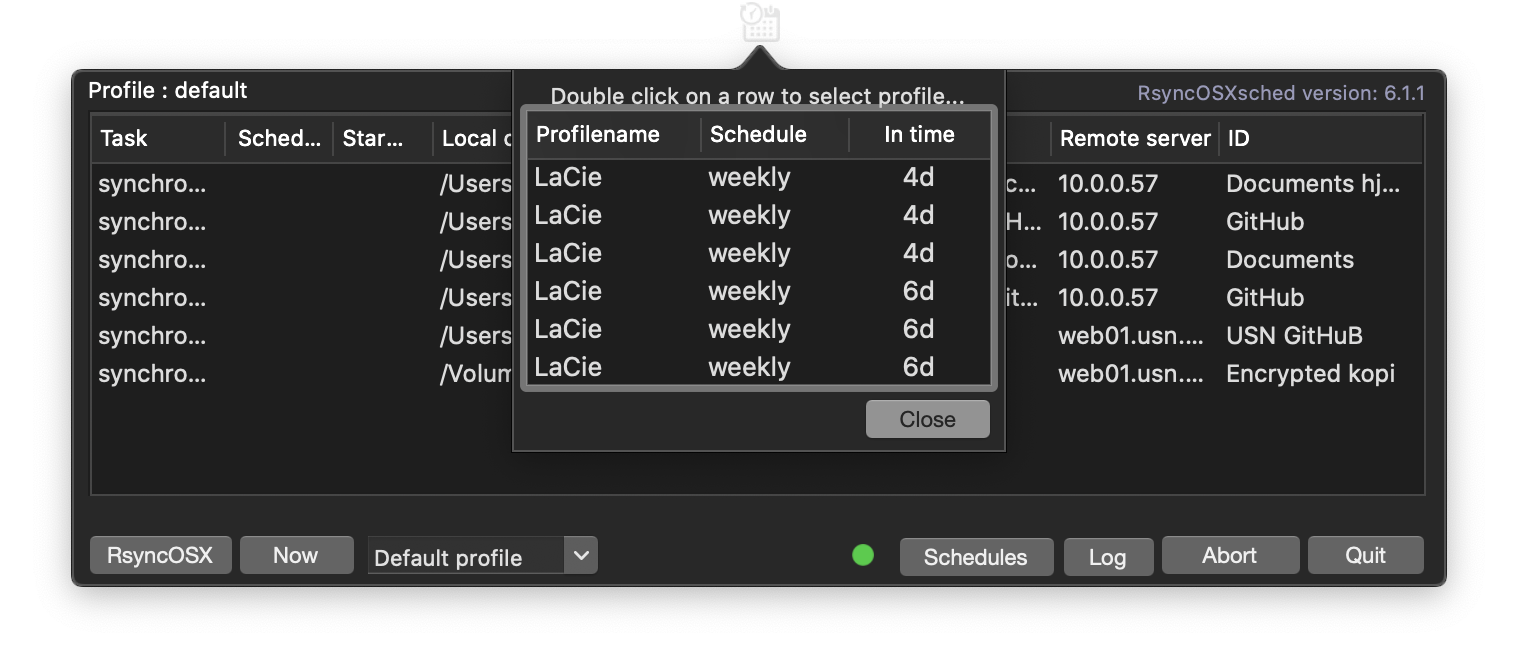 Profile : default
Double click on a row to select profile...
RsyncOSXsched version: 6.1.1
Task Sched... Star... Local c Remote server ID
Profilename Schedule In time
synchro... /Users c... 10.0.0.57 Documents hj...
synchro... /Users H... 10.0.0.57 GitHub
synchro... /Users o... 10.0.0.57 Documents
synchro... /Users it... 10.0.0.57 GitHub
synchro... /Users web01.usn.... USN GitHuB
synchro... /Volum web01.usn.... Encrypted kopi
LaCie weekly 4d
LaCie weekly 4d
LaCie weekly 4d
LaCie weekly 6d
LaCie weekly 6d
LaCie weekly 6d
Close
RsyncOSX Now Default profile Schedules Log Abort Quit